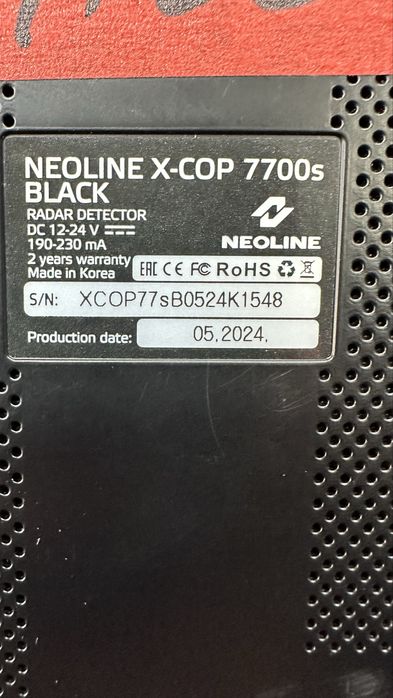 NEOLINE X-COP 7700s
BLACK
RADAR DETECTOR
DC 12-24 V
190-230 mA
2 years warranty
Made in Korea
NEOLINE
EAC CE FC RoHS
S/N: XCOP77sB0524K1548
Production date: 05.2024.